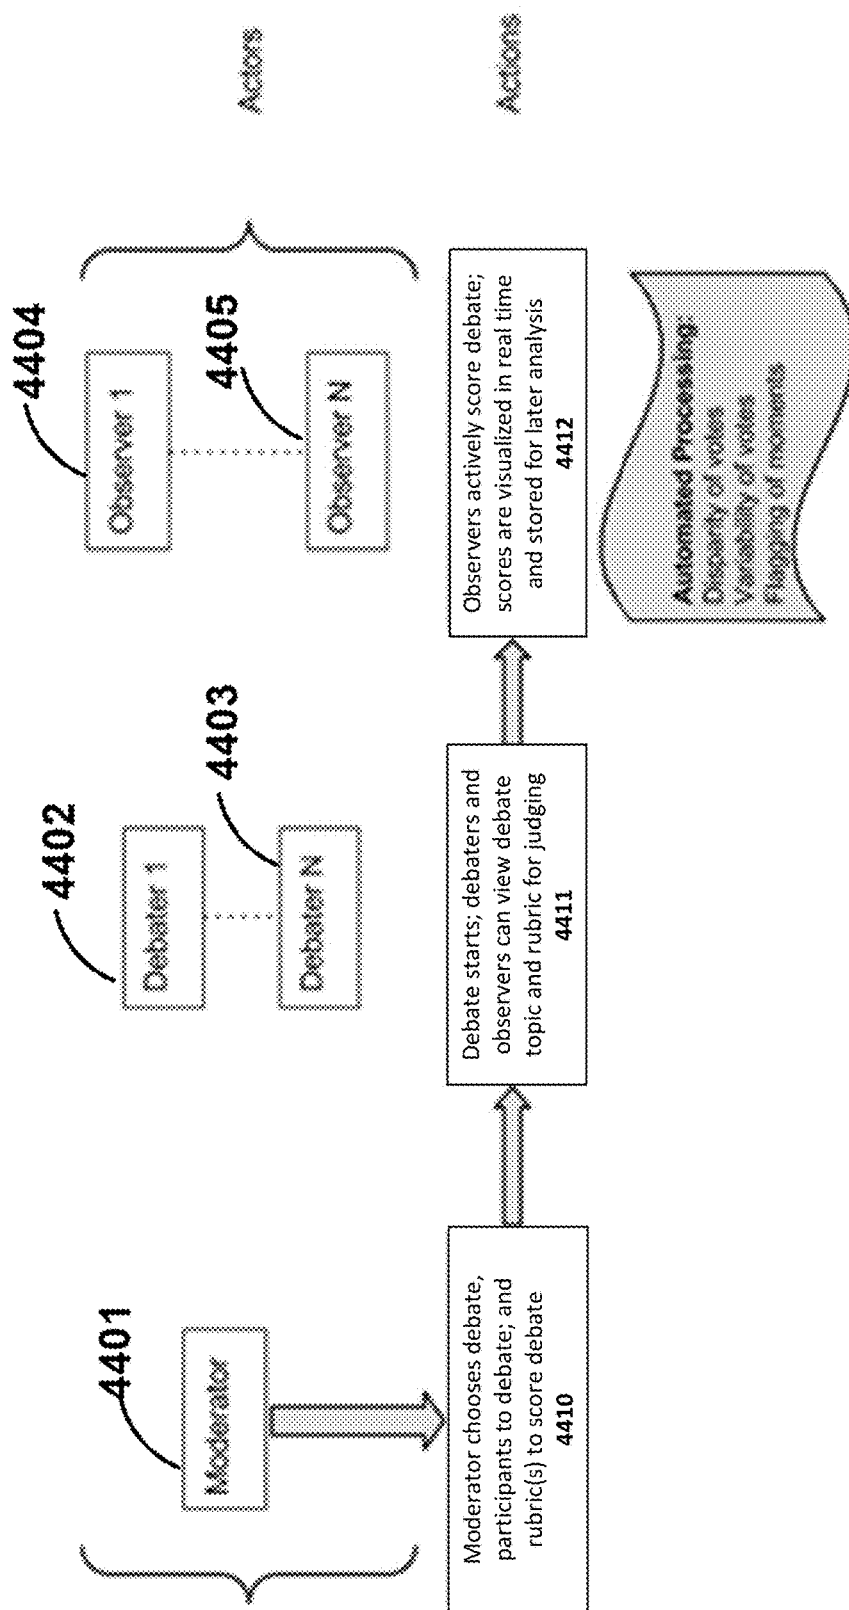 4401
Moderator
4402
Debater 1
4403
Debater N
4404
Observer 1
4405
Observer N
Actors
Moderator chooses debate,
participants to debate; and
rubric(s) to score debate
4410
Debate starts; debaters and
observers can view debate
topic and rubric for judging
4411
Observers actively score debate;
scores are visualized in real time
and stored for later analysis
4412
Actions
Automated Processing:
Disparity of votes
Variability of votes
Flagging of moments